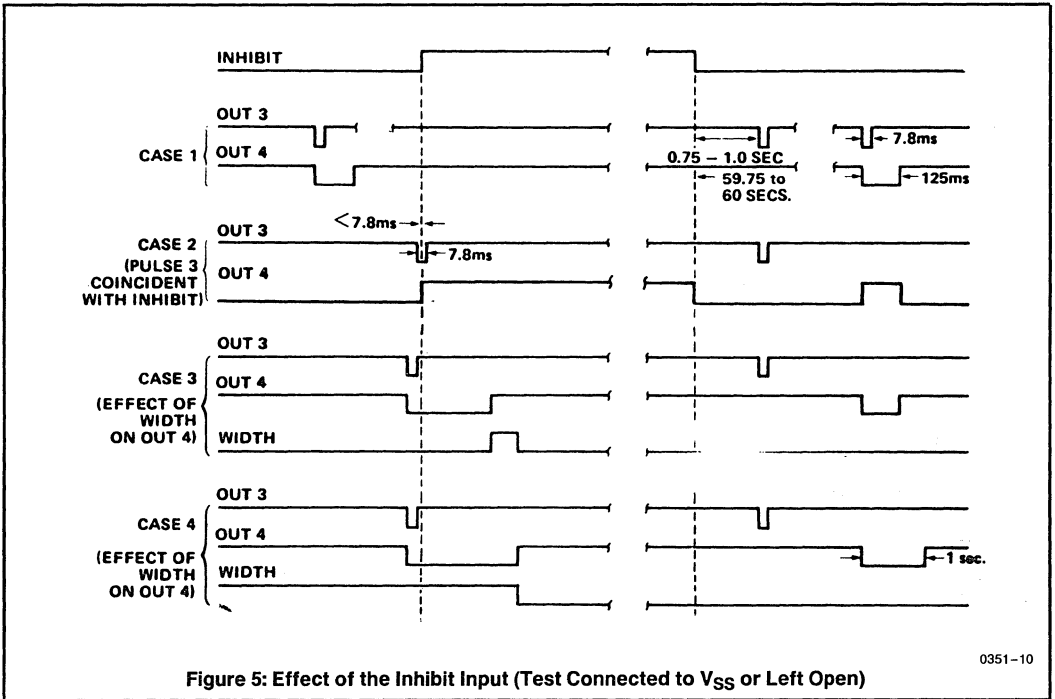 INHIBIT
OUT 3
CASE 1
OUT 4
7.8ms
0.75 – 1.0 SEC
59.75 to
60 SECS.
125ms
<7.8ms
OUT 3
CASE 2
(PULSE 3
COINCIDENT
WITH INHIBIT)
7.8ms
OUT 4
OUT 3
CASE 3
OUT 4
(EFFECT OF
WIDTH
ON OUT 4)
WIDTH
OUT 3
CASE 4
OUT 4
(EFFECT OF
WIDTH
ON OUT 4)
WIDTH
1 sec.
0351–10
Figure 5: Effect of the Inhibit Input (Test Connected to VSS or Left Open)